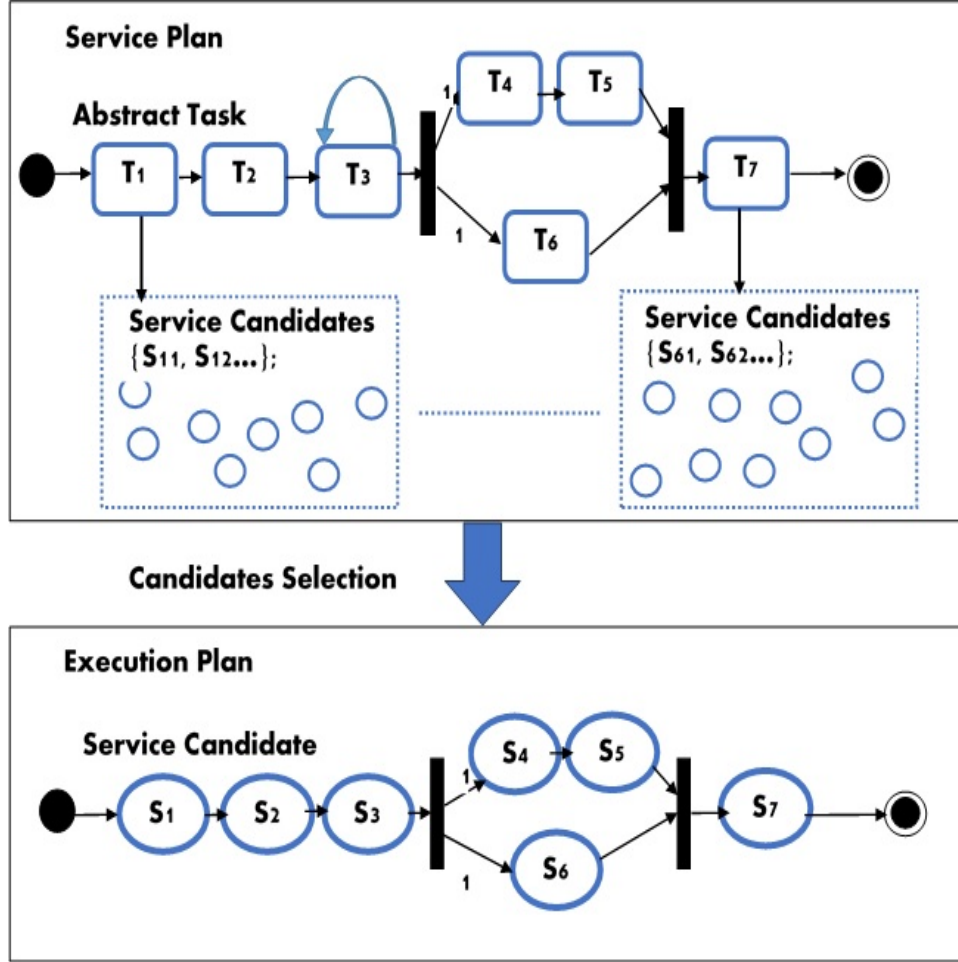 Service Plan
Abstract Task
T1
T2
T3
1
T4
T5
1
T6
T7
Service Candidates
{S11, S12...};
Service Candidates
{S61, S62...};
Candidates Selection
Execution Plan
Service Candidate
S1
S2
S3
1
S4
S5
1
S6
S7